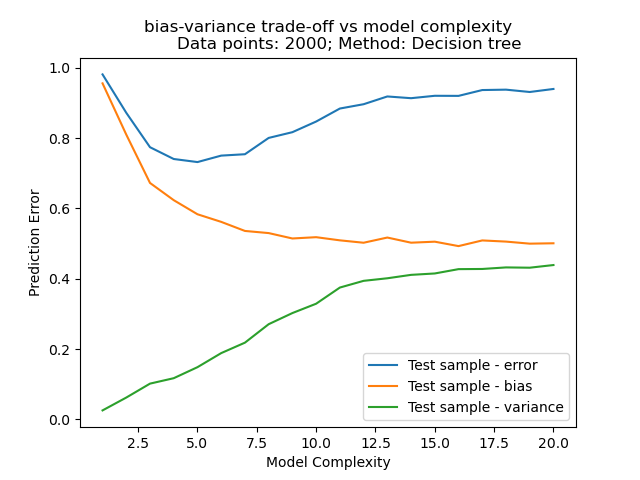 bias-variance trade-off vs model complexity
Data points: 2000; Method: Decision tree
1.0
0.8
0.6
0.4
0.2
0.0
Prediction Error
Test sample - error
Test sample - bias
Test sample - variance
2.5 5.0 7.5 10.0 12.5 15.0 17.5 20.0
Model Complexity